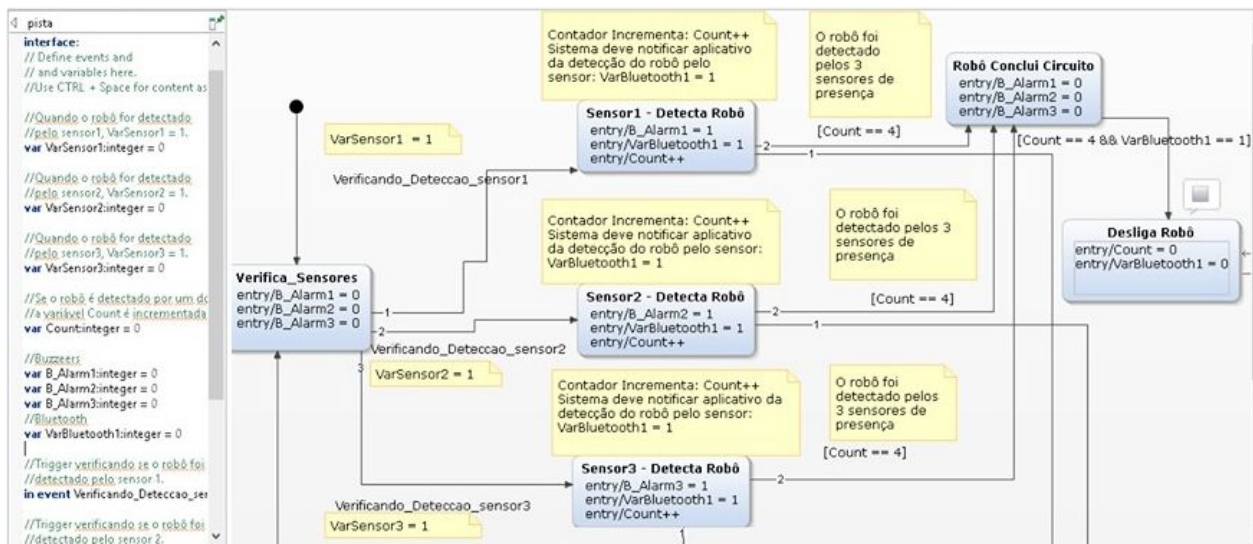 pista
interface:
// Define events and
// and variables here.
//Use CTRL + Space for content as
//Quando o robô for detectado
//pelo sensor1, VarSensor1 = 1.
var VarSensor1:integer = 0
//Quando o robô for detectado
//pelo sensor2, VarSensor2 = 1.
var VarSensor2:integer = 0
//Quando o robô for detectado
//pelo sensor3, VarSensor3 = 1.
var VarSensor3:integer = 0
//Se o robô é detectado por um do
//a variável Count é incrementada
var Count:integer = 0
//Buzzeers
var B_Alarm1:integer = 0
var B_Alarm2:integer = 0
var B_Alarm3:integer = 0
//Bluetooth
var VarBluetooth1:integer = 0
//Trigger verificando se o robô foi
//detectado pelo sensor 1.
in event Verificando_Deteccao_ser
//Trigger verificando se o robô foi
//detectado pelo sensor 2.
Verifica_Sensores
entry/B_Alarm1 = 0
entry/B_Alarm2 = 0
entry/B_Alarm3 = 0
VarSensor1 = 1
Verificando_Deteccao_sensor1
1
2
Verificando_Deteccao_sensor2
3
VarSensor2 = 1
Verificando_Deteccao_sensor3
VarSensor3 = 1
Contador Incrementa: Count++
Sistema deve notificar aplicativo
da detecção do robô pelo
sensor: VarBluetooth1 = 1
Sensor1 - Detecta Robô
entry/B_Alarm1 = 1
entry/VarBluetooth1 = 1
entry/Count++
2
1
Contador Incrementa: Count++
Sistema deve notificar aplicativo
da detecção do robô pelo sensor:
VarBluetooth1 = 1
Sensor2 - Detecta Robô
entry/B_Alarm2 = 1
entry/VarBluetooth1 = 1
entry/Count++
2
1
Contador Incrementa: Count++
Sistema deve notificar aplicativo da
detecção do robô pelo sensor:
VarBluetooth1 = 1
Sensor3 - Detecta Robô
entry/B_Alarm3 = 1
entry/VarBluetooth1 = 1
entry/Count++
2
1
O robô foi
detectado
pelos 3
sensores de
presença
[Count == 4]
O robô foi
detectado pelos 3
sensores de
presença
[Count == 4]
O robô foi
detectado pelos
3 sensores de
presença
[Count == 4]
Robô Conclui Circuito
entry/B_Alarm1 = 0
entry/B_Alarm2 = 0
entry/B_Alarm3 = 0
[Count == 4 && VarBluetooth1 == 1]
Desliga Robô
entry/Count = 0
entry/VarBluetooth1 = 0